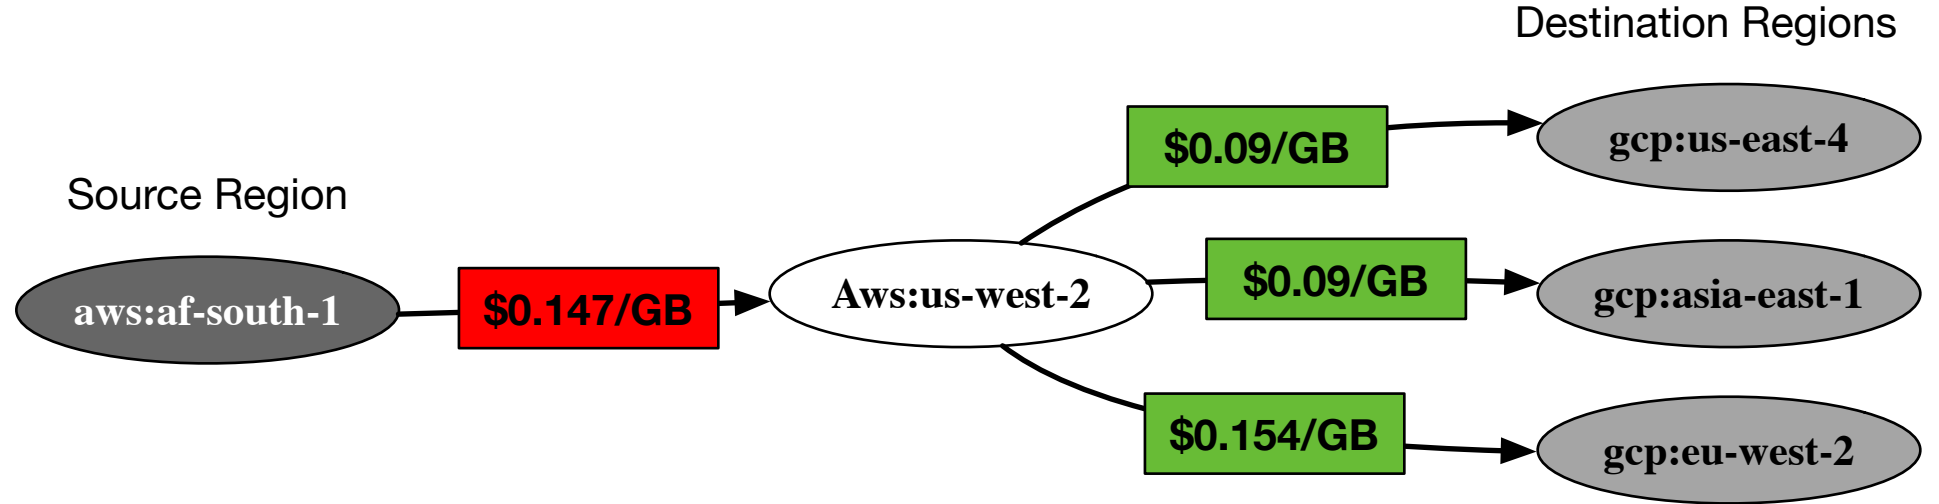 Destination Regions
Source Region
aws:af-south-1
$0.147/GB
Aws:us-west-2
$0.09/GB
gcp:us-east-4
$0.09/GB
gcp:asia-east-1
$0.154/GB
gcp:eu-west-2